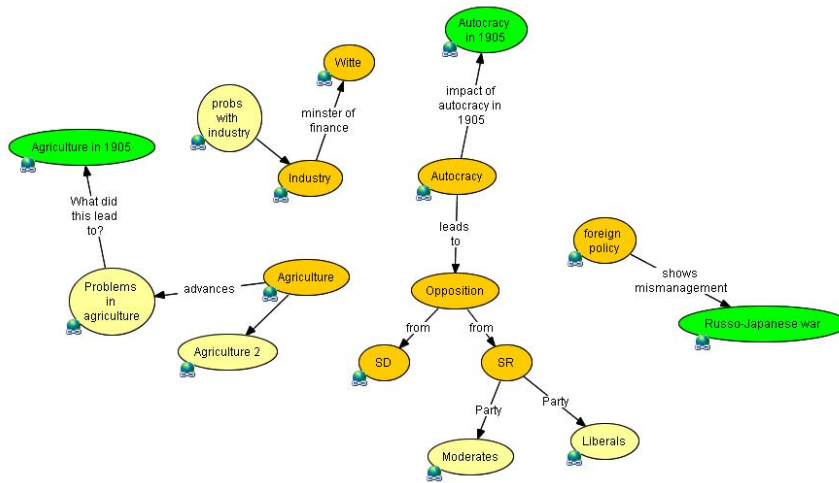 Autocracy
in 1905
Witte
impact of
autocracy in
1905
probs
with
industry
minster of
finance
Agriculture in 1905
Industry
Autocracy
What did
this lead
to?
leads
to
foreign
policy
shows
mismanagement
Problems
in
agriculture
advances
Agriculture
Opposition
Russo-Japanese war
from
from
Agriculture 2
SD
SR
Party
Party
Moderates
Liberals